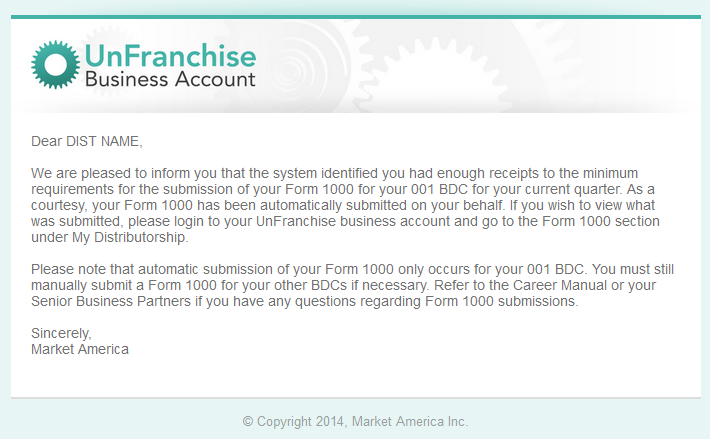 UnFranchise
Business Account
Dear DIST NAME,
We are pleased to inform you that the system identified you had enough receipts to the minimum
requirements for the submission of your Form 1000 for your 001 BDC for your current quarter. As a
courtesy, your Form 1000 has been automatically submitted on your behalf. If you wish to view what
was submitted, please login to your UnFranchise business account and go to the Form 1000 section
under My Distributorship.
Please note that automatic submission of your Form 1000 only occurs for your 001 BDC. You must still
manually submit a Form 1000 for your other BDCs if necessary. Refer to the Career Manual or your
Senior Business Partners if you have any questions regarding Form 1000 submissions.
Sincerely,
Market America
© Copyright 2014, Market America Inc.